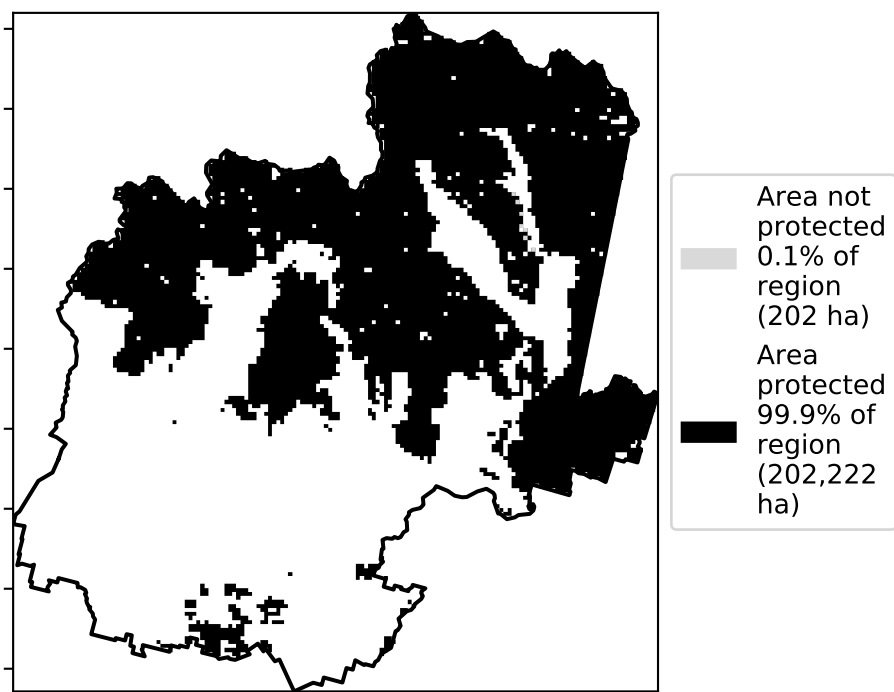 Area not
protected
0.1% of
region
(202 ha)
Area
protected
99.9% of
region
(202,222
ha)